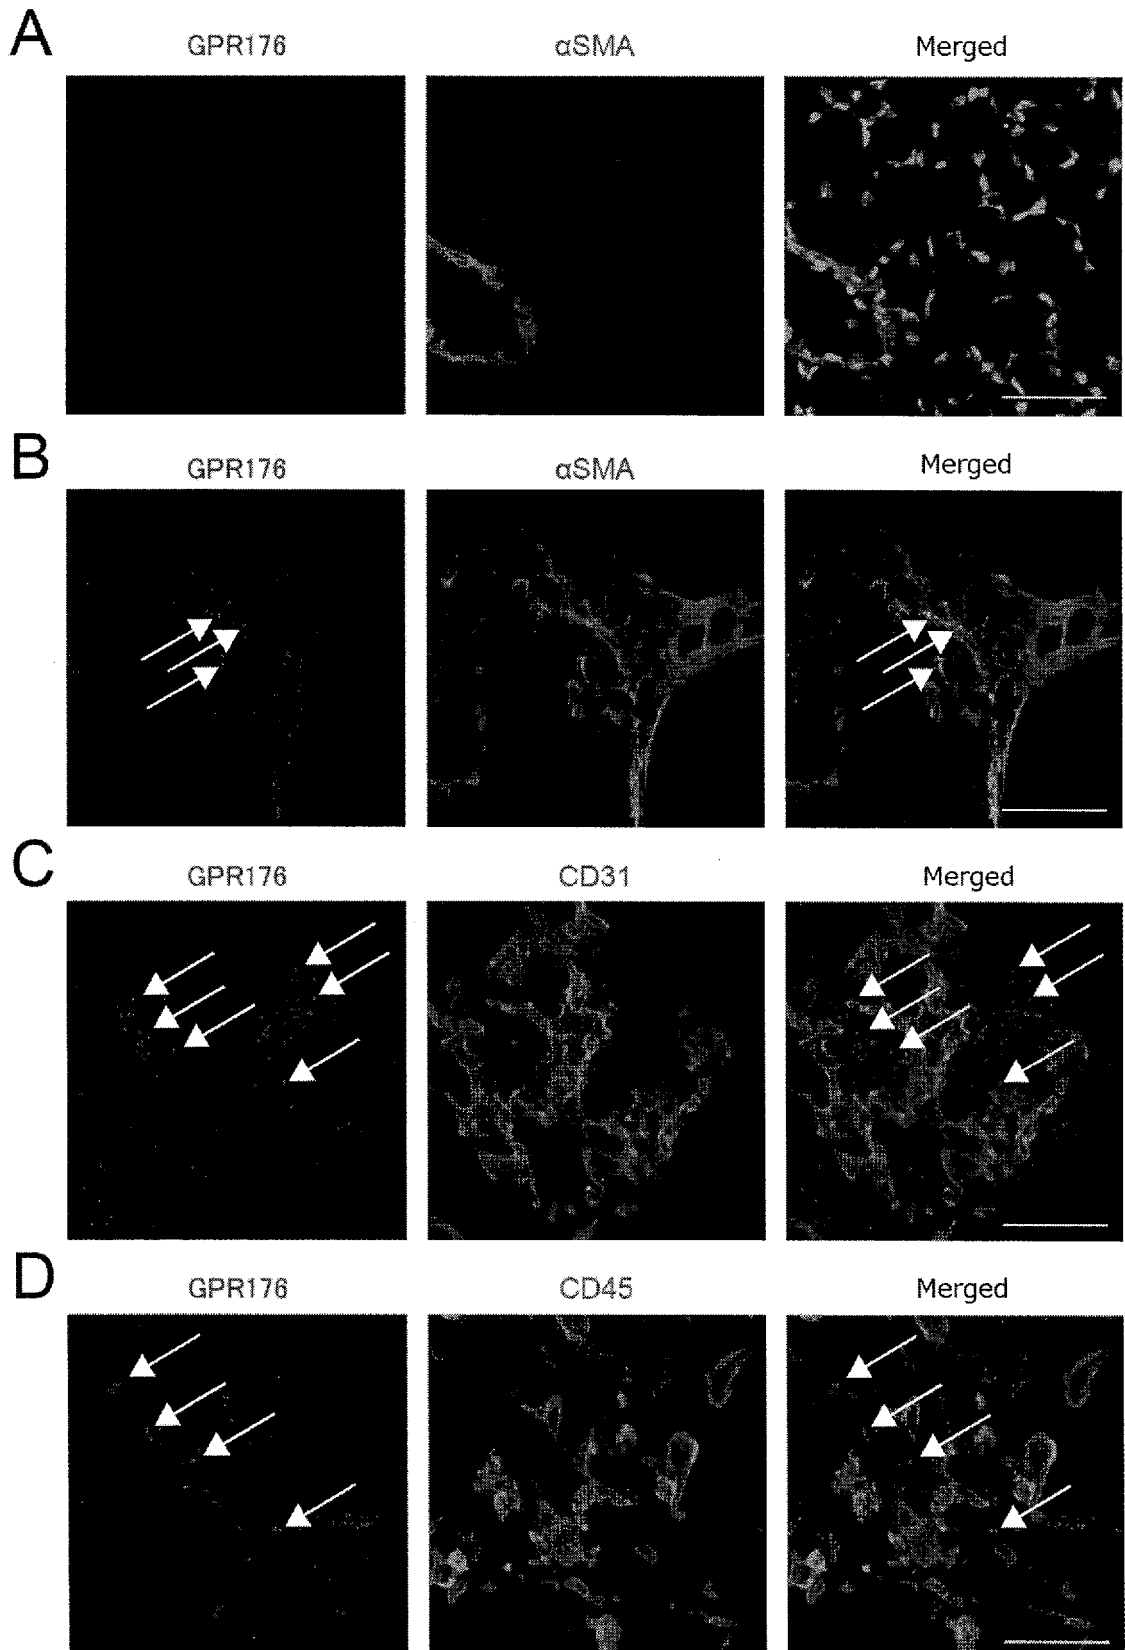 A
GPR176 αSMA Merged
B
GPR176 αSMA Merged
C
GPR176 CD31 Merged
D
GPR176 CD45 Merged